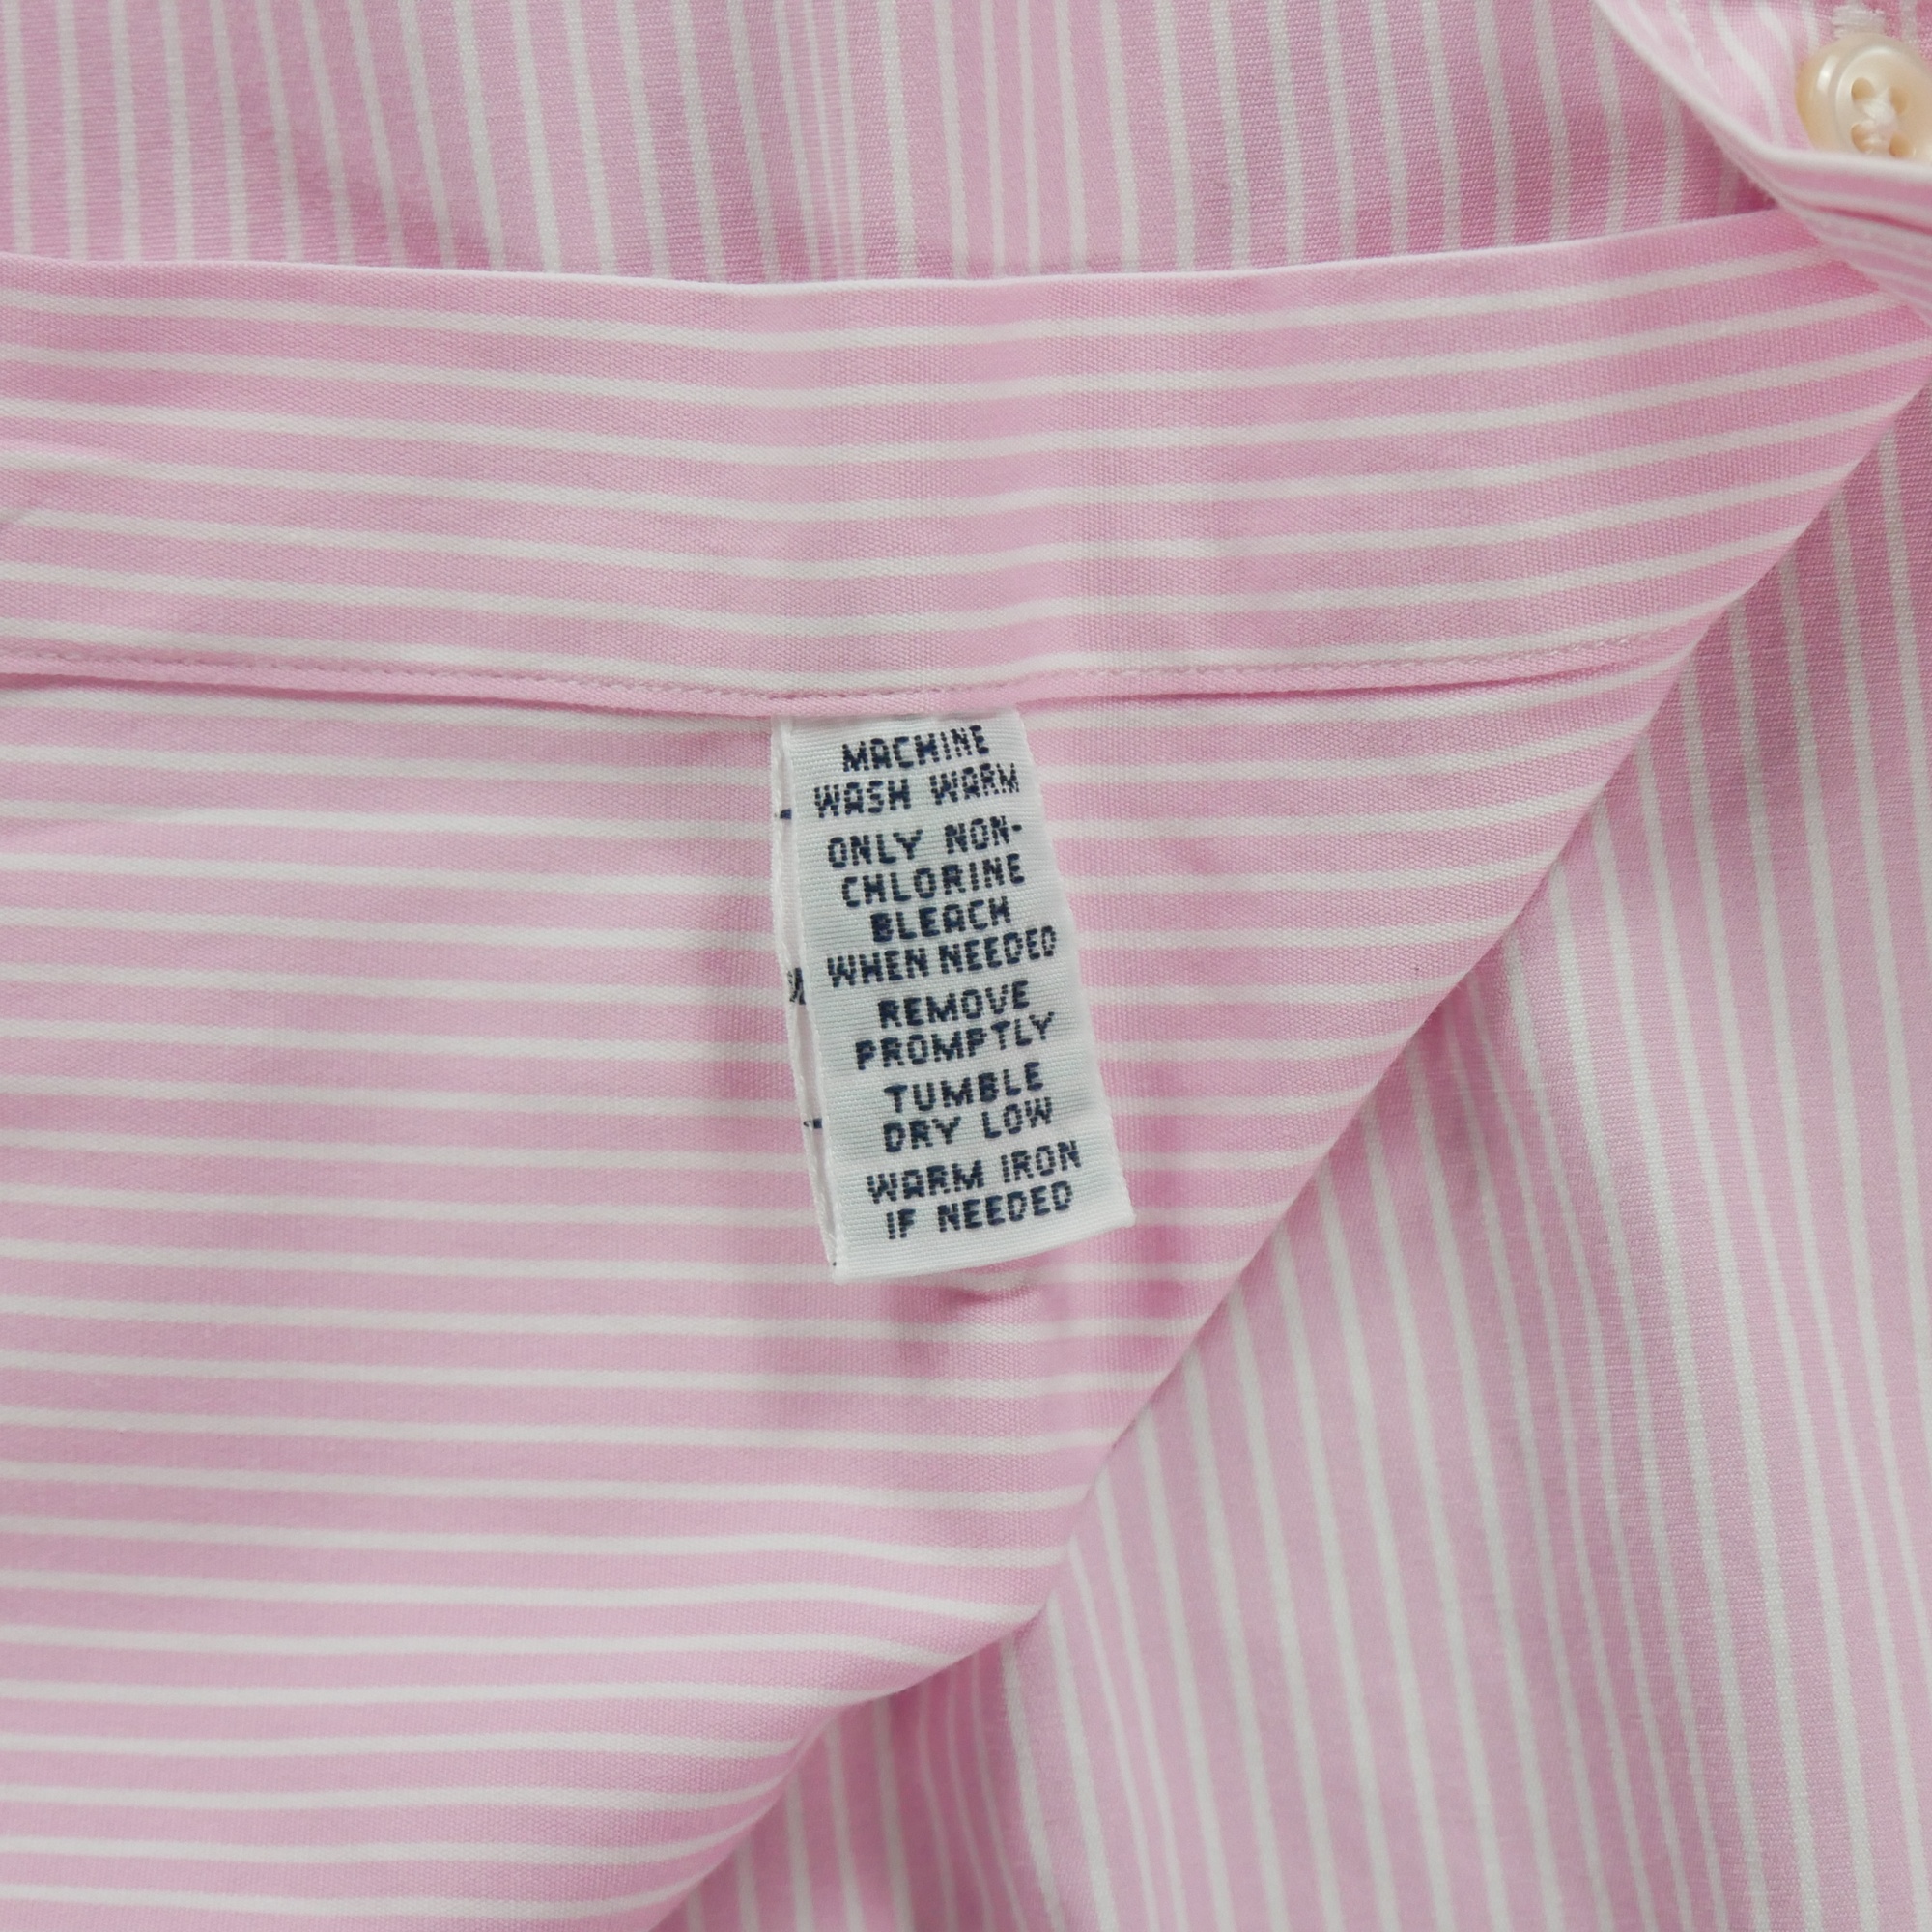 MACHINE
WASH WARM
ONLY NON-
CHLORINE
BLEACH
WHEN NEEDED
REMOVE
PROMPTLY
TUMBLE
DRY LOW
WARM IRON
IF NEEDED